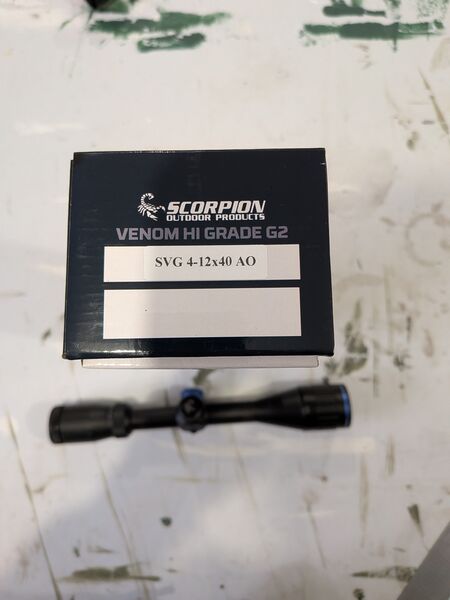 SCORPION
OUTDOOR PRODUCTS
VENOM HI GRADE G2
SVG 4-12x40 AO